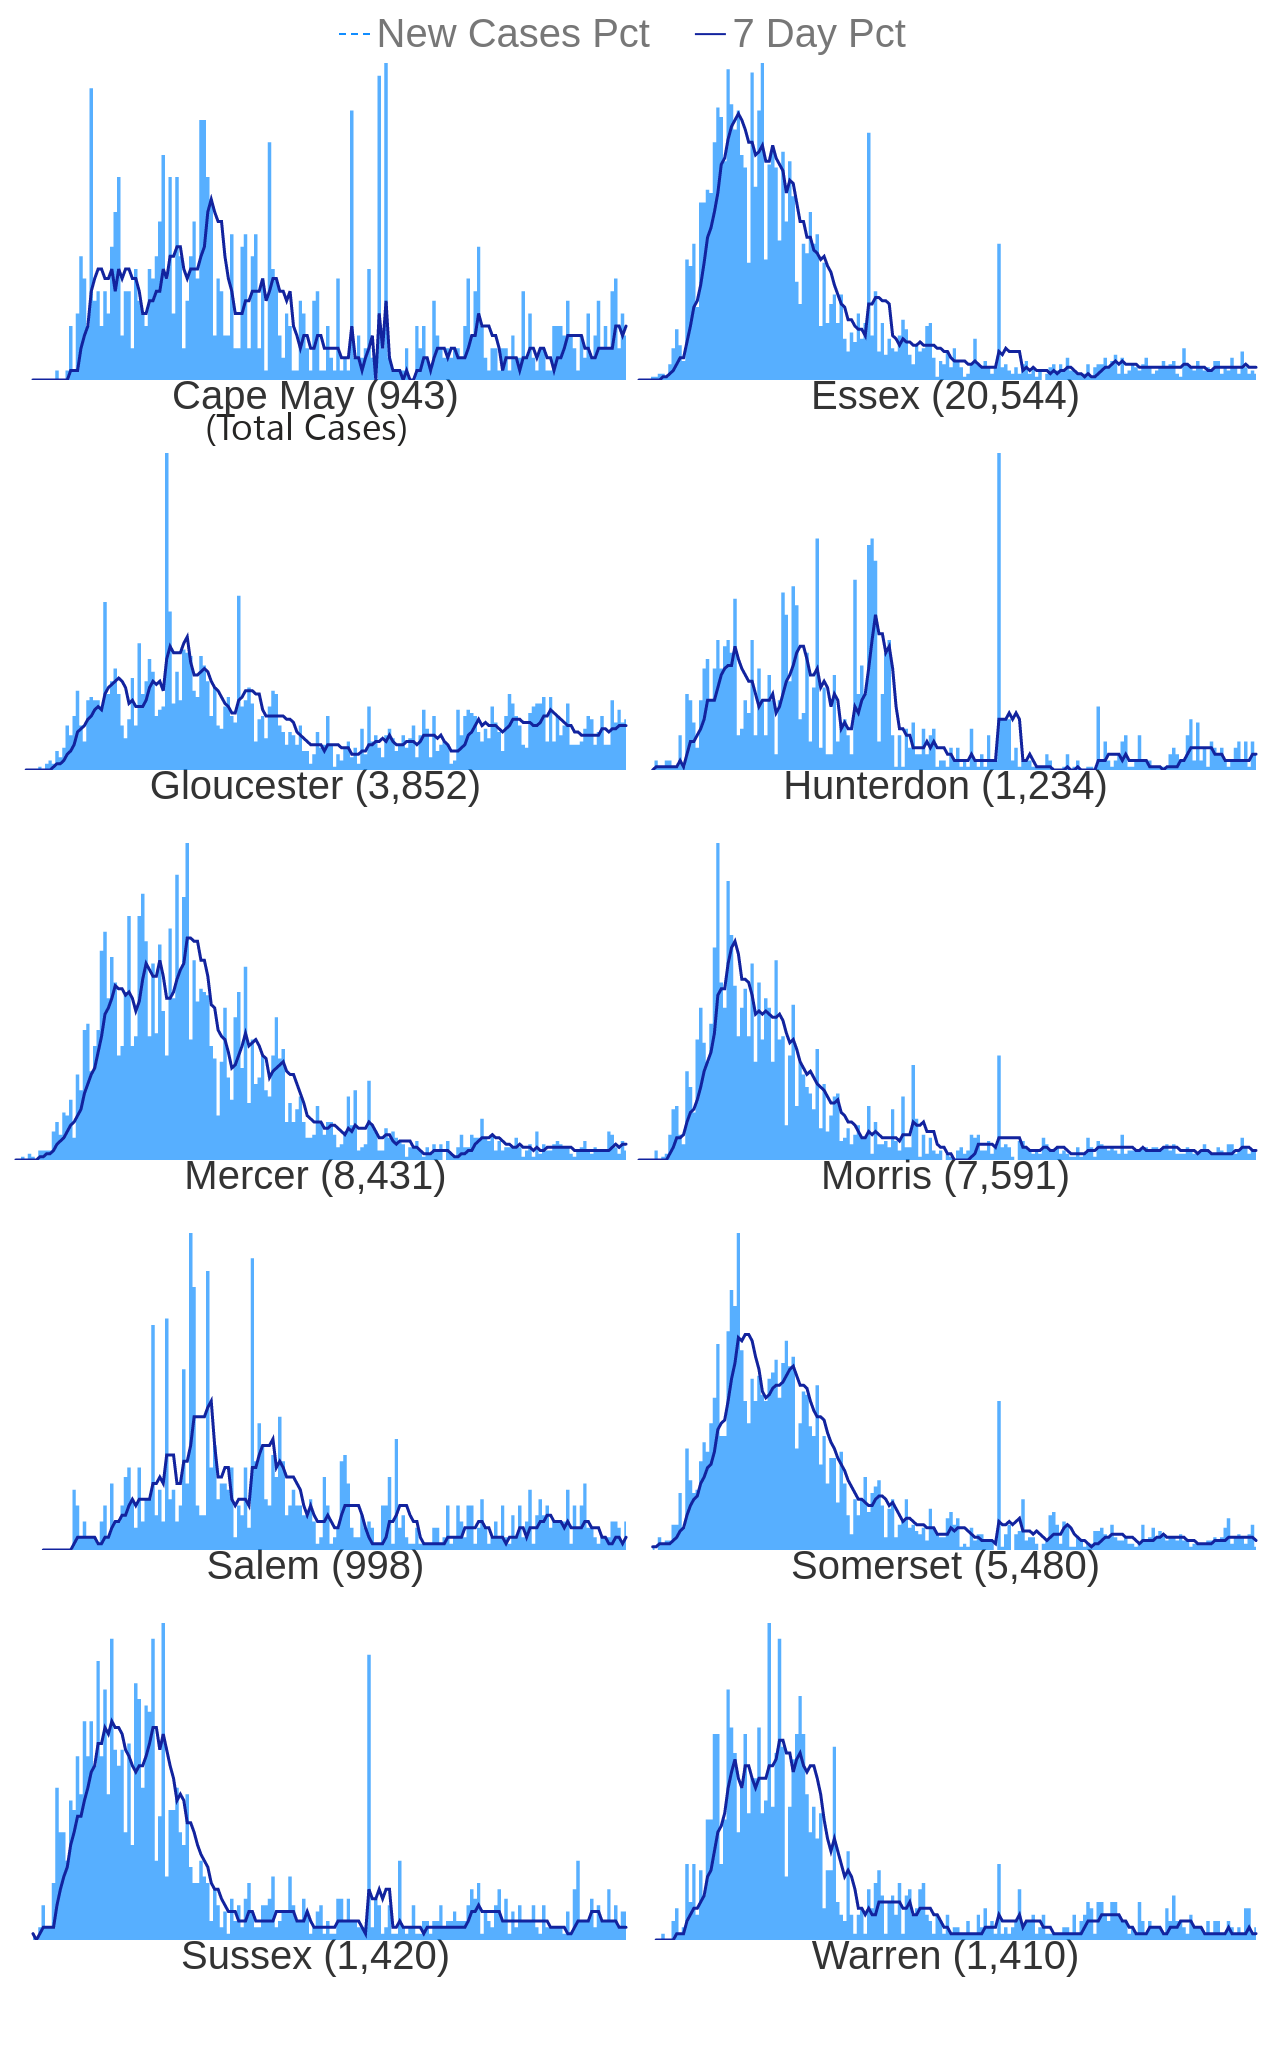 New Cases Pct 7 Day Pct
Cape May (943) Essex (20,544)
(Total Cases)
Gloucester (3,852) Hunterdon (1,234)
Mercer (8,431) Morris (7,591)
Salem (998) Somerset (5,480)
Sussex (1,420) Warren (1,410)